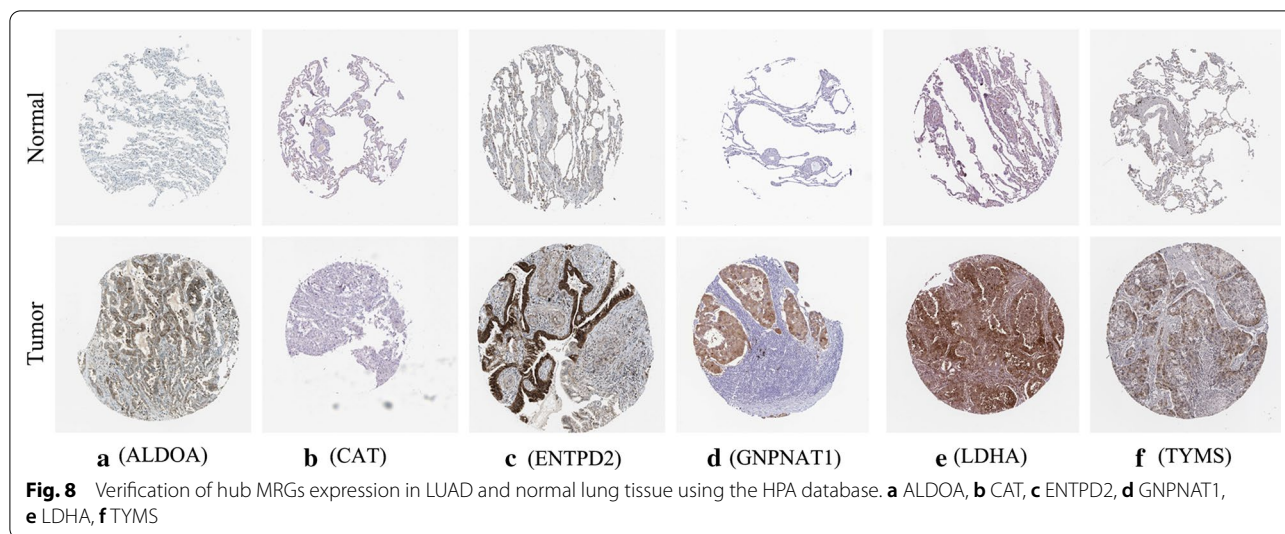 Normal
Tumor
a (ALDOA) b (CAT) c (ENTPD2) d (GNPNAT1) e (LDHA) f (TYMS)
Fig. 8 Verification of hub MRGs expression in LUAD and normal lung tissue using the HPA database. a ALDOA, b CAT, c ENTPD2, d GNPNAT1,
e LDHA, f TYMS